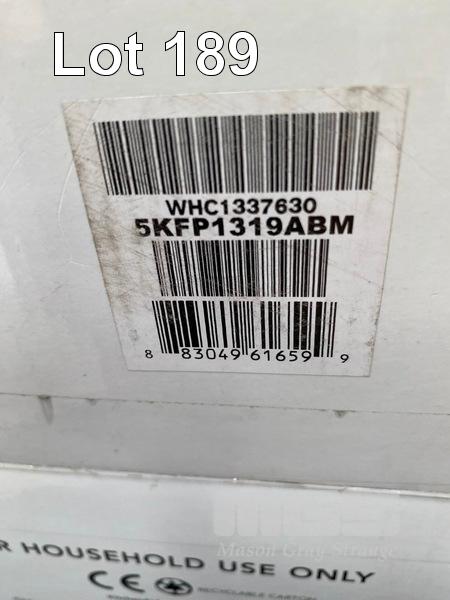 Lot 189
WHC1337630
5KFP1319ABM
8 83049 61659 9
Mason Gray Strange
R HOUSEHOLD USE ONLY
CE RECYCLABLE CARTON